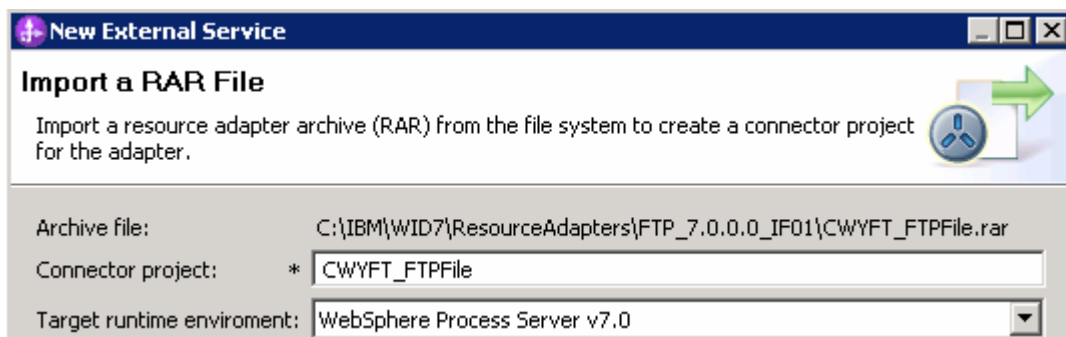 New External Service
Import a RAR File
Import a resource adapter archive (RAR) from the file system to create a connector project
for the adapter.
Archive file: C:\IBM\WID7\ResourceAdapters\FTP_7.0.0.0_IF01\CWYFT_FTPFile.rar
Connector project: * CWYFT_FTPFile
Target runtime enviroment: WebSphere Process Server v7.0